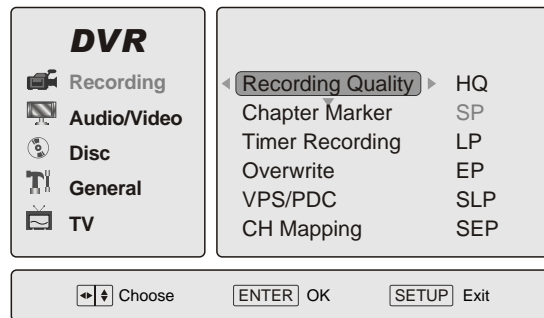 DVR
Recording
Audio/Video
Disc
General
TV
Recording Quality HQ
Chapter Marker SP
Timer Recording LP
Overwrite EP
VPS/PDC SLP
CH Mapping SEP
Choose ENTER OK SETUP Exit